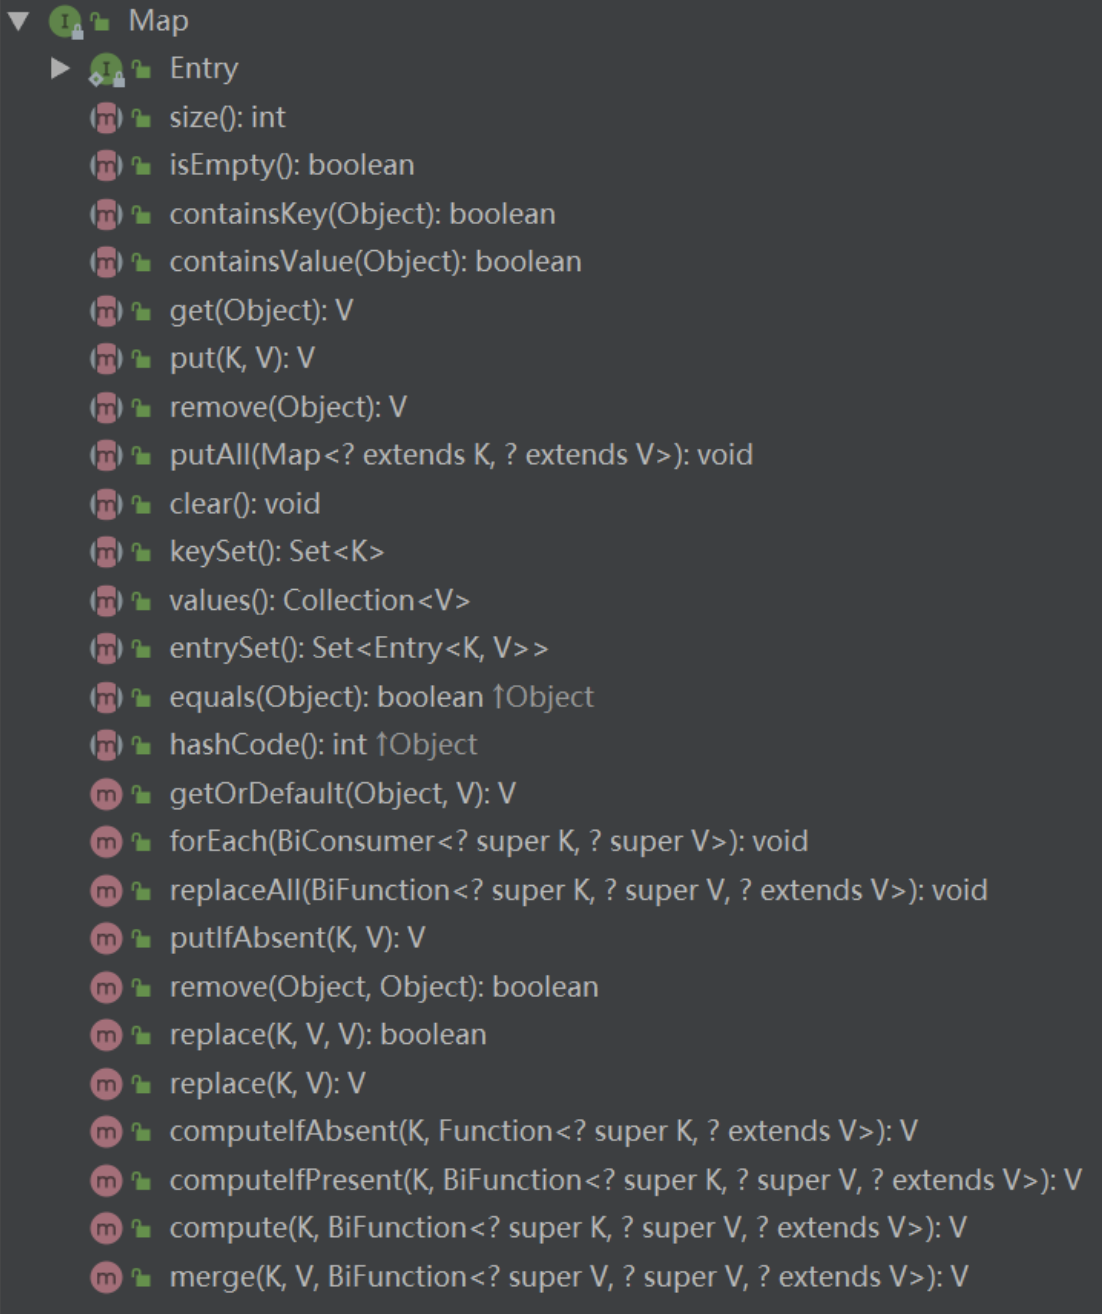 Map
Entry
size(): int
isEmpty(): boolean
containsKey(Object): boolean
containsValue(Object): boolean
get(Object): V
put(K, V): V
remove(Object): V
putAll(Map<? extends K, ? extends V>): void
clear(): void
keySet(): Set<K>
values(): Collection<V>
entrySet(): Set<Entry<K, V>>
equals(Object): boolean ↑Object
hashCode(): int ↑Object
getOrDefault(Object, V): V
forEach(BiConsumer<? super K, ? super V>): void
replaceAll(BiFunction<? super K, ? super V, ? extends V>): void
putIfAbsent(K, V): V
remove(Object, Object): boolean
replace(K, V, V): boolean
replace(K, V): V
computeIfAbsent(K, Function<? super K, ? extends V>): V
computeIfPresent(K, BiFunction<? super K, ? super V, ? extends V>): V
compute(K, BiFunction<? super K, ? super V, ? extends V>): V
merge(K, V, BiFunction<? super V, ? super V, ? extends V>): V